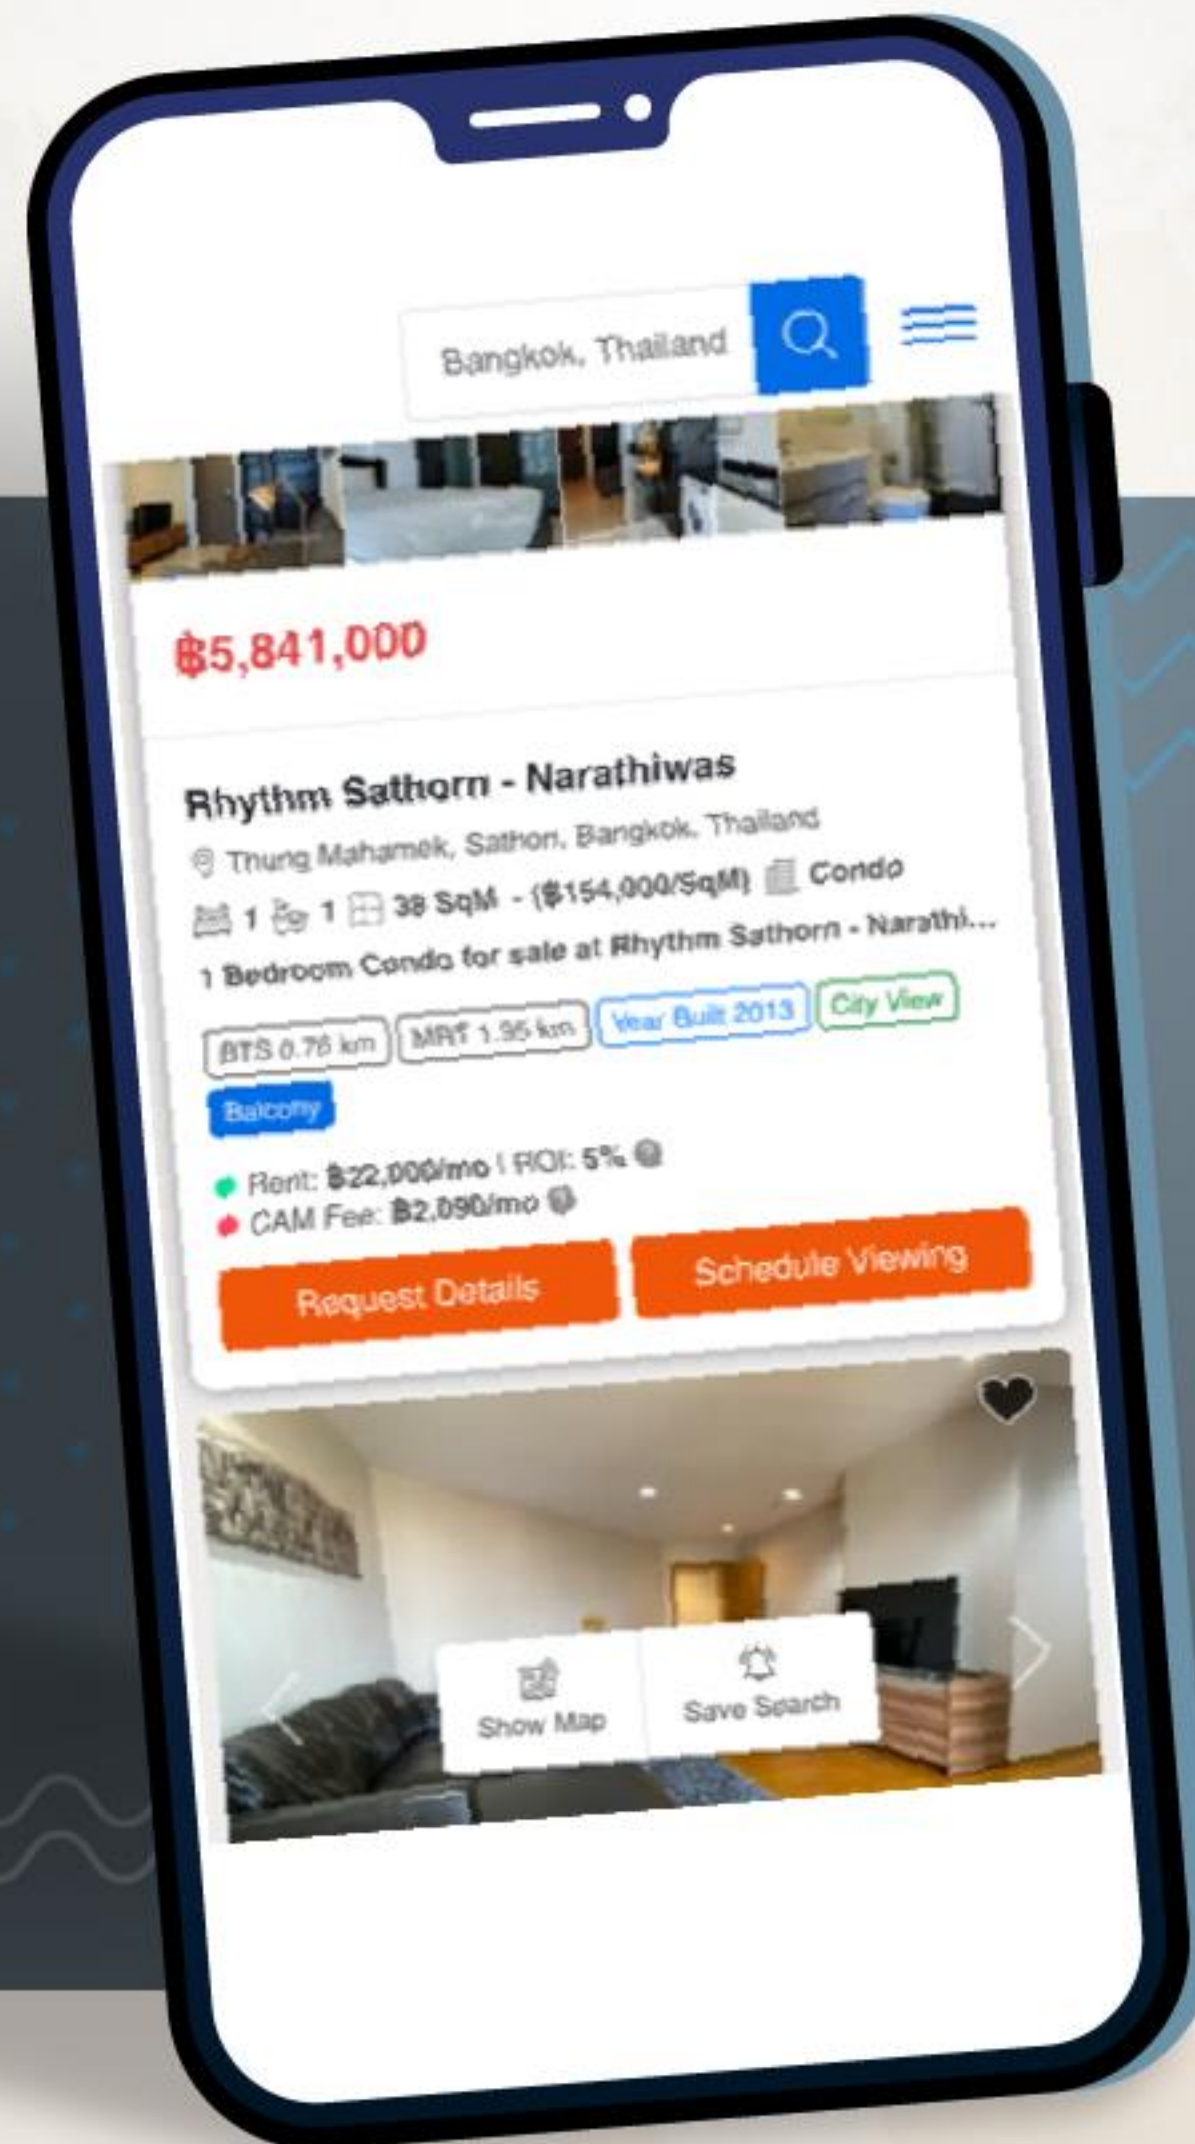 Bangkok, Thailand
฿5,841,000
Rhythm Sathorn - Narathiwas
Thung Mahamek, Sathon, Bangkok, Thailand
1 1 38 SqM - (฿154,000/SqM) Condo
1 Bedroom Condo for sale at Rhythm Sathorn - Narathi...
BTS 0.76 km MRT 1.95 km Year Built 2013 City View
Balcony
Rent: ฿22,000/mo | ROI: 5%
CAM Fee: ฿2,090/mo
Request Details Schedule Viewing
Show Map Save Search